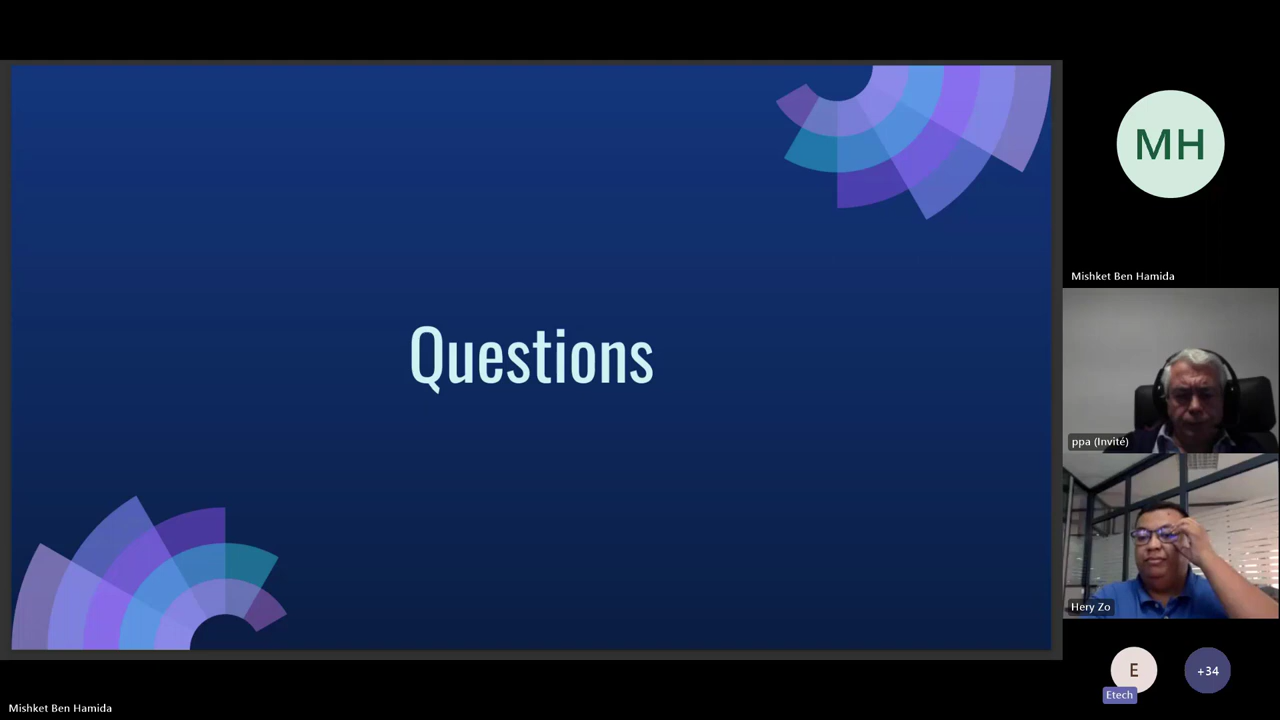 Questions
MH
Mishket Ben Hamida
ppa (Invité)
Hery Zo
E
+34
Etech
Mishket Ben Hamida